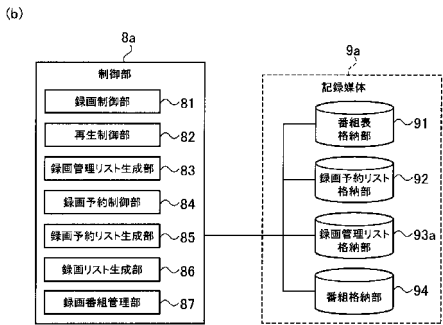 (b)
8a
制御部
録画制御部
81
再生制御部
82
録画管理リスト生成部
83
録画予約制御部
84
録画予約リスト生成部
85
録画リスト生成部
86
録画番組管理部
87
9a
記録媒体
番組表
格納部
91
録画予約リスト
格納部
92
録画管理リスト
格納部
93a
番組格納部
94